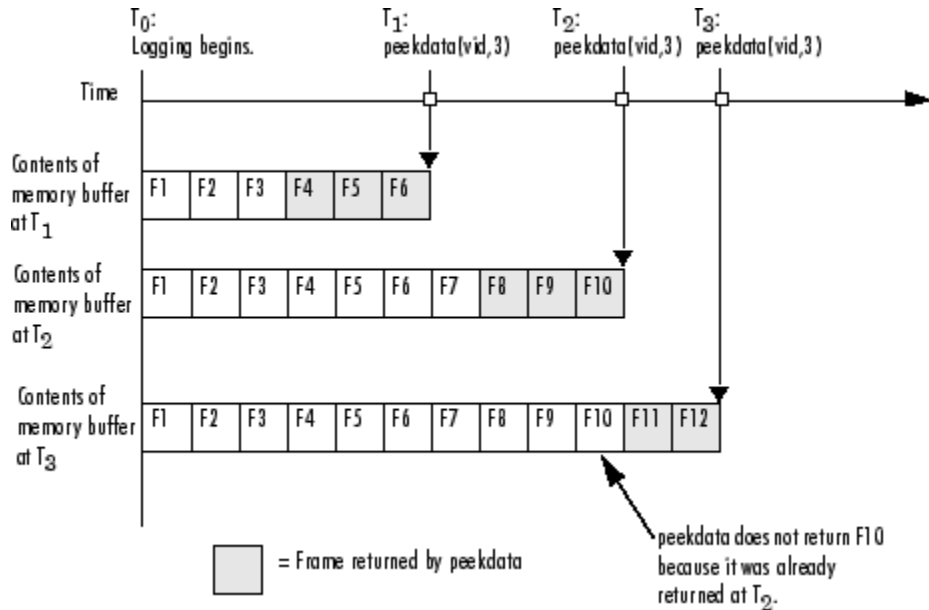 T0:
Logging begins.
T1:
peekdata(vid,3)
T2:
peekdata(vid,3)
T3:
peekdata(vid,3)
Time
Contents of
memory buffer
at T1
F1 F2 F3 F4 F5 F6
Contents of
memory buffer
at T2
F1 F2 F3 F4 F5 F6 F7 F8 F9 F10
Contents of
memory buffer
at T3
F1 F2 F3 F4 F5 F6 F7 F8 F9 F10 F11 F12
= Frame returned by peekdata
peekdata does not return F10
because it was already
returned at T2.